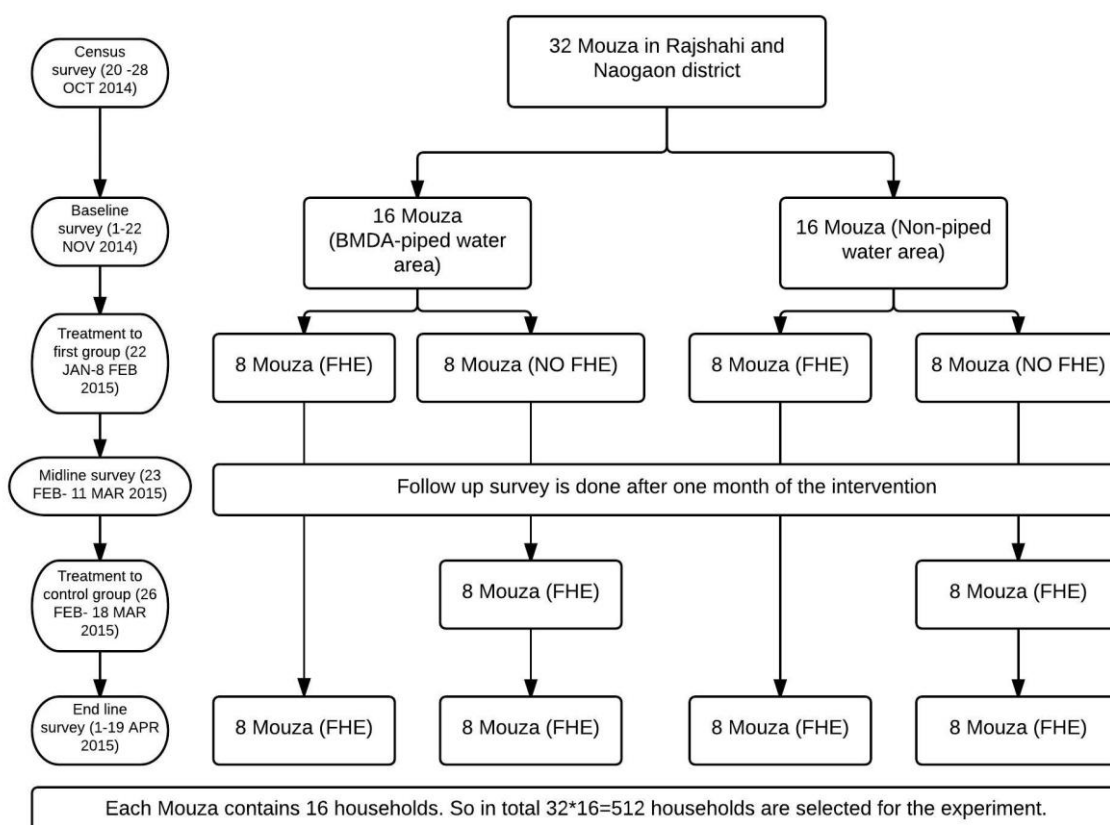 Census
survey (20 -28
OCT 2014)
32 Mouza in Rajshahi and
Naogaon district
Baseline
survey (1-22
NOV 2014)
16 Mouza
(BMDA-piped water
area)
16 Mouza (Non-piped
water area)
Treatment to
first group (22
JAN-8 FEB
2015)
8 Mouza (FHE)
8 Mouza (NO FHE)
8 Mouza (FHE)
8 Mouza (NO FHE)
Midline survey (23
FEB- 11 MAR 2015)
Follow up survey is done after one month of the intervention
Treatment to
control group (26
FEB- 18 MAR
2015)
8 Mouza (FHE)
8 Mouza (FHE)
End line
survey (1-19 APR
2015)
8 Mouza (FHE)
8 Mouza (FHE)
8 Mouza (FHE)
8 Mouza (FHE)
Each Mouza contains 16 households. So in total 32*16=512 households are selected for the experiment.